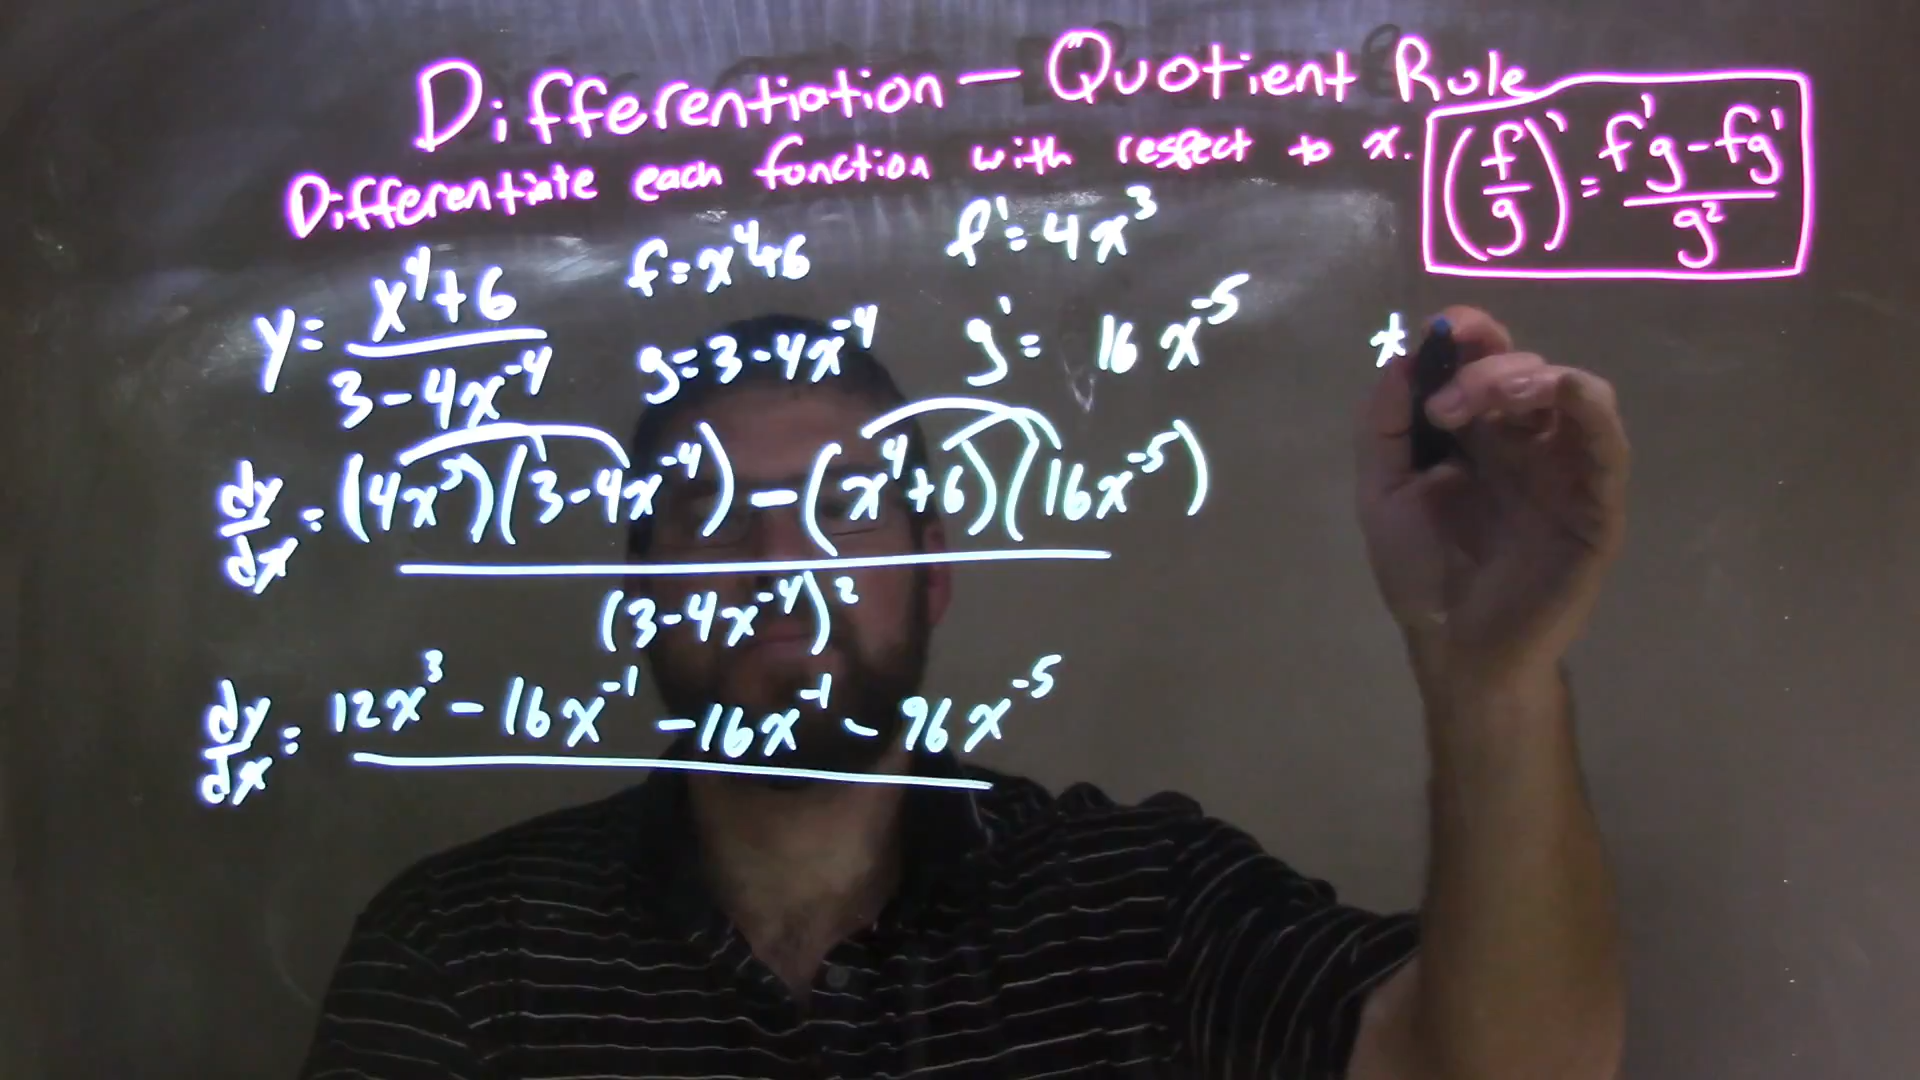 Differentiation — Quotient Rule
Differentiate each function with respect to x.
(f/g)' = (f'g - fg')/g²
y = (x⁴+6)/(3-4x⁻⁴)
f = x⁴+6
f' = 4x³
g = 3-4x⁻⁴
g' = 16x⁻⁵
dy/dx = ((4x³)(3-4x⁻⁴) - (x⁴+6)(16x⁻⁵))/(3-4x⁻⁴)²
dy/dx = 12x³ - 16x⁻¹ - 16x⁻¹ - 96x⁻⁵